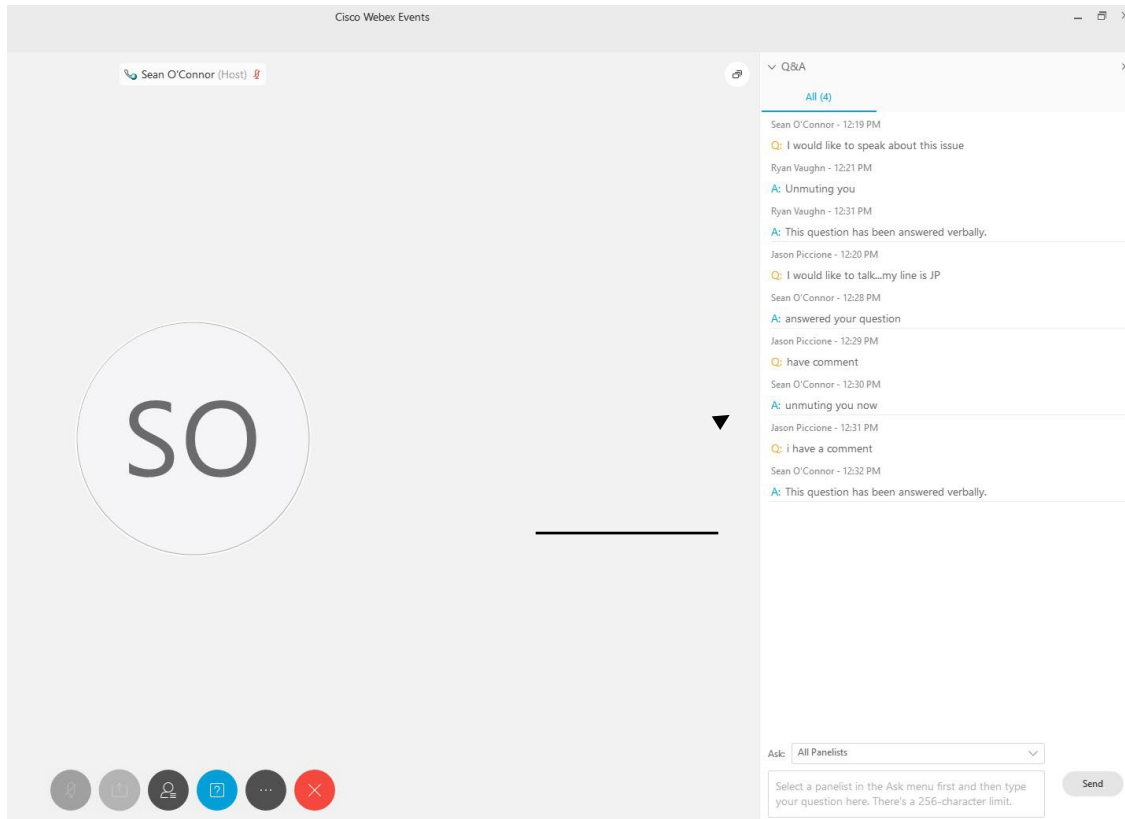 Cisco Webex Events
Sean O'Connor (Host)
SO
Q&A
All (4)
Sean O'Connor - 12:19 PM
Q: I would like to speak about this issue
Ryan Vaughn - 12:21 PM
A: Unmuting you
Ryan Vaughn - 12:31 PM
A: This question has been answered verbally.
Jason Piccione - 12:20 PM
Q: I would like to talk...my line is JP
Sean O'Connor - 12:28 PM
A: answered your question
Jason Piccione - 12:29 PM
Q: have comment
Sean O'Connor - 12:30 PM
A: unmuting you now
Jason Piccione - 12:31 PM
Q: i have a comment
Sean O'Connor - 12:32 PM
A: This question has been answered verbally.
Ask: All Panelists
Select a panelist in the Ask menu first and then type
your question here. There's a 256-character limit.
Send